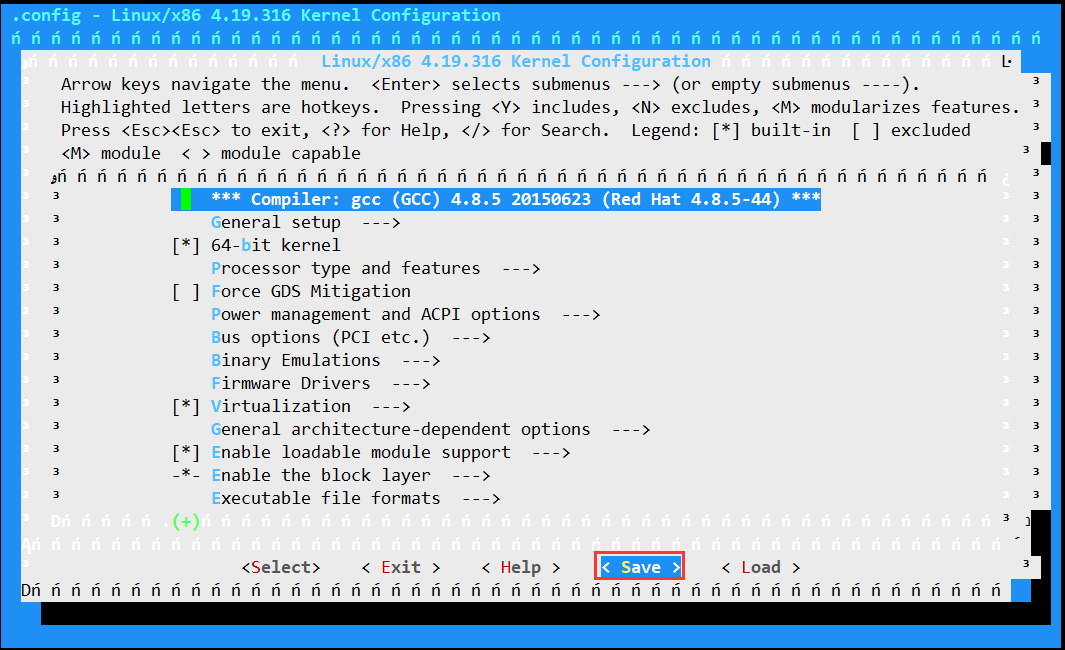 .config - Linux/x86 4.19.316 Kernel Configuration
Linux/x86 4.19.316 Kernel Configuration
Arrow keys navigate the menu.  <Enter> selects submenus ---> (or empty submenus ----).
Highlighted letters are hotkeys.  Pressing <Y> includes, <N> excludes, <M> modularizes features.
Press <Esc><Esc> to exit, <?> for Help, </> for Search.  Legend: [*] built-in  [ ] excluded
<M> module  < > module capable
*** Compiler: gcc (GCC) 4.8.5 20150623 (Red Hat 4.8.5-44) ***
General setup  --->
[*] 64-bit kernel
Processor type and features  --->
[ ] Force GDS Mitigation
Power management and ACPI options  --->
Bus options (PCI etc.)  --->
Binary Emulations  --->
Firmware Drivers  --->
[*] Virtualization  --->
General architecture-dependent options  --->
[*] Enable loadable module support  --->
-*- Enable the block layer  --->
Executable file formats  --->
(+)
<Select>    < Exit >    < Help >    < Save >    < Load >